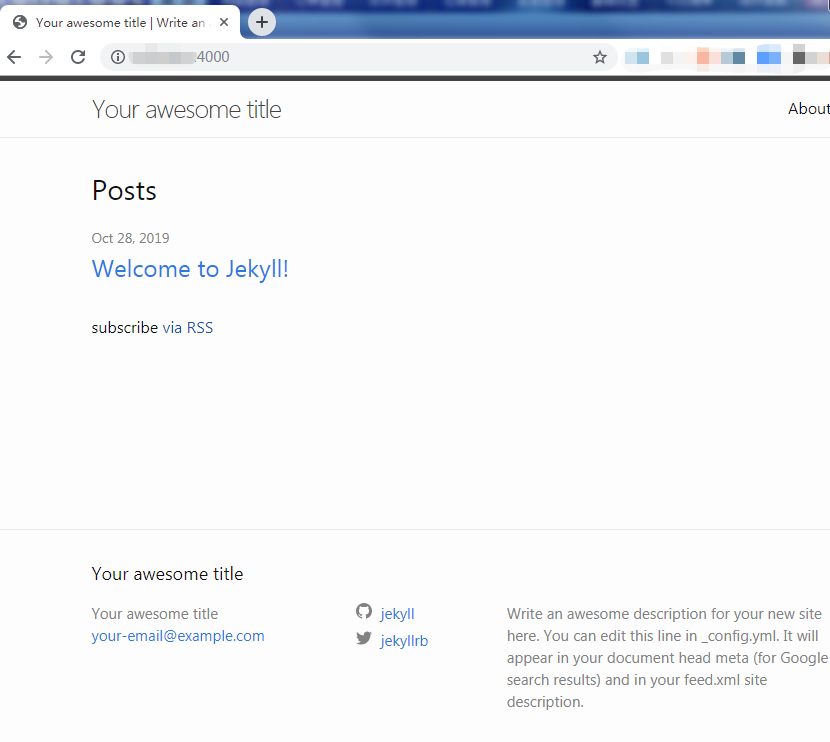 Your awesome title | Write an
:4000
Your awesome title
About
Posts
Oct 28, 2019
Welcome to Jekyll!
subscribe via RSS
Your awesome title
Your awesome title
your-email@example.com
jekyll
jekyllrb
Write an awesome description for your new site
here. You can edit this line in _config.yml. It will
appear in your document head meta (for Google
search results) and in your feed.xml site
description.